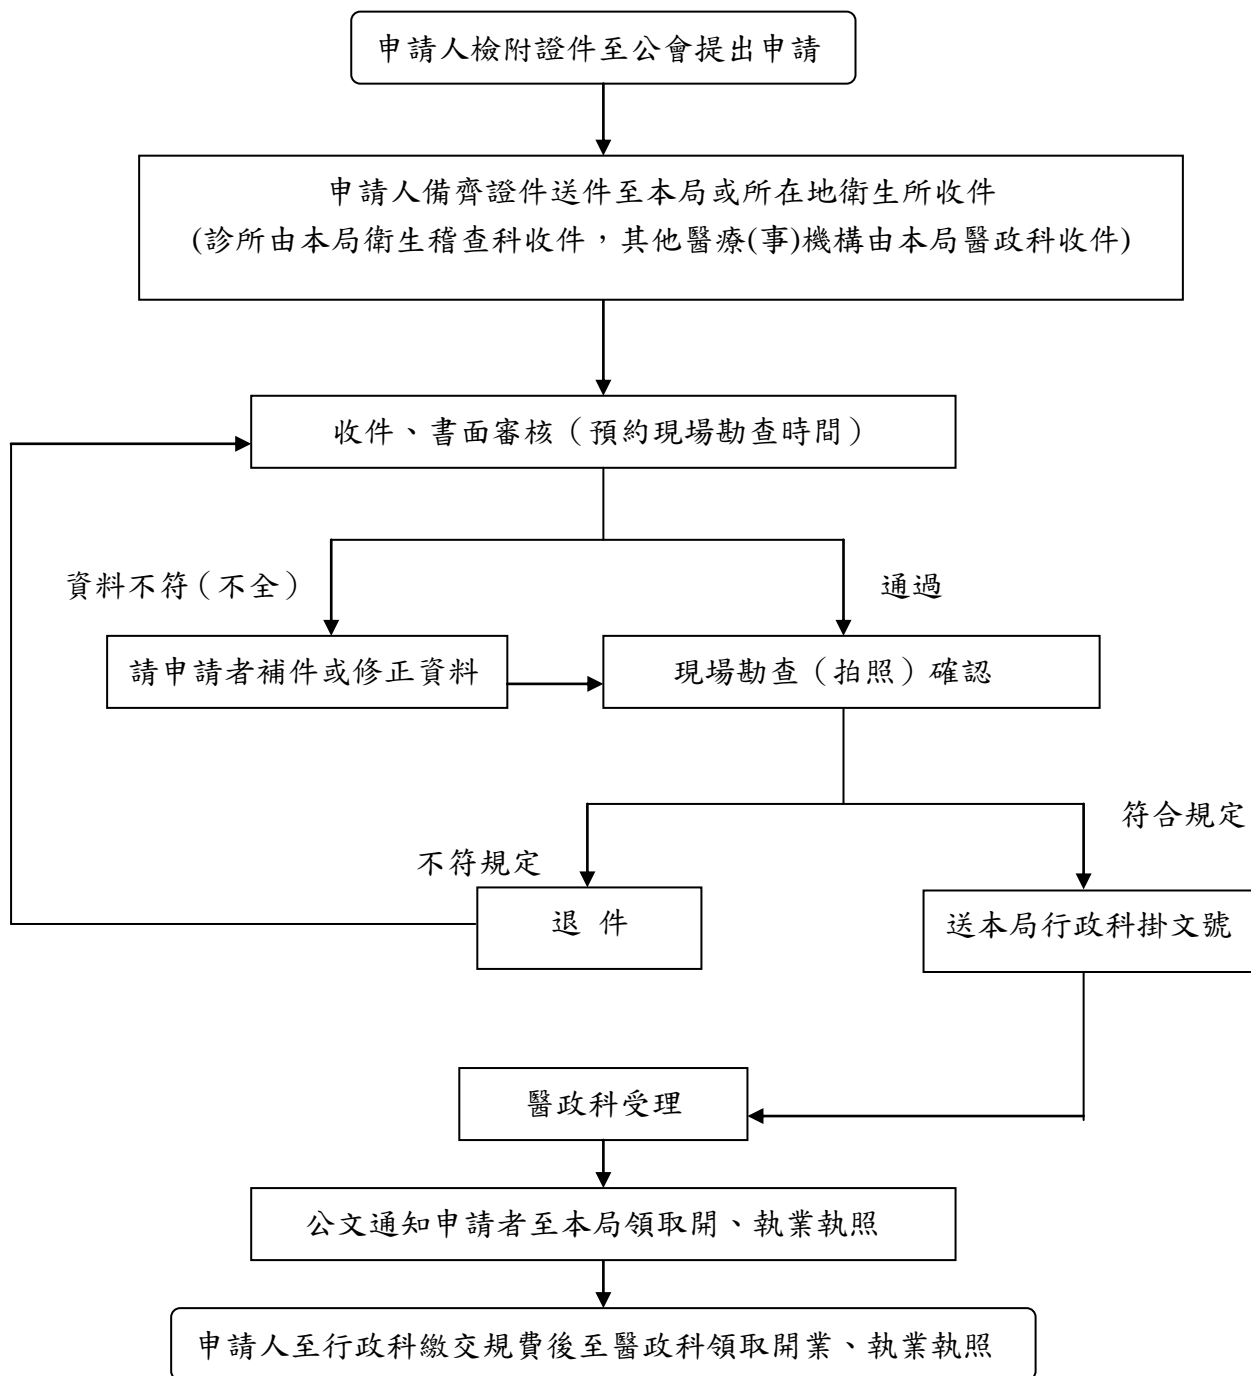 申請人檢附證件至公會提出申請
申請人備齊證件送件至本局或所在地衛生所收件
(診所由本局衛生稽查科收件，其他醫療(事)機構由本局醫政科收件)
收件、書面審核（預約現場勘查時間）
資料不符（不全）
通過
請申請者補件或修正資料
現場勘查（拍照）確認
符合規定
不符規定
退 件
送本局行政科掛文號
醫政科受理
公文通知申請者至本局領取開、執業執照
申請人至行政科繳交規費後至醫政科領取開業、執業執照